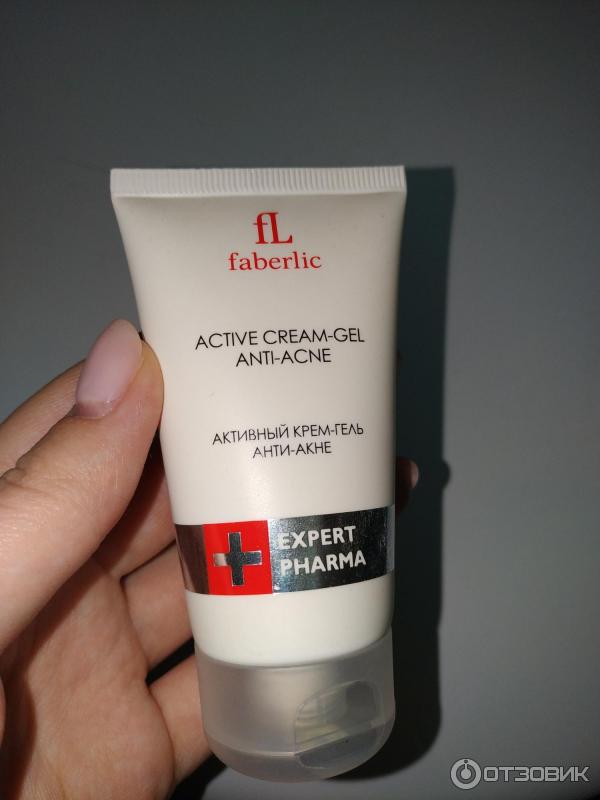 fL
faberlic
ACTIVE CREAM-GEL
ANTI-ACNE
АКТИВНЫЙ КРЕМ-ГЕЛЬ
АНТИ-АКНЕ
EXPERT
PHARMA
ОТЗОВИК